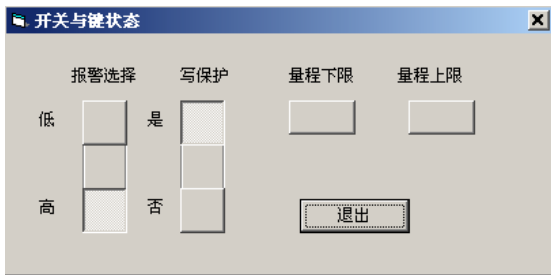 开关与键状态
报警选择 写保护 量程下限 量程上限
低 是
高 否
退出